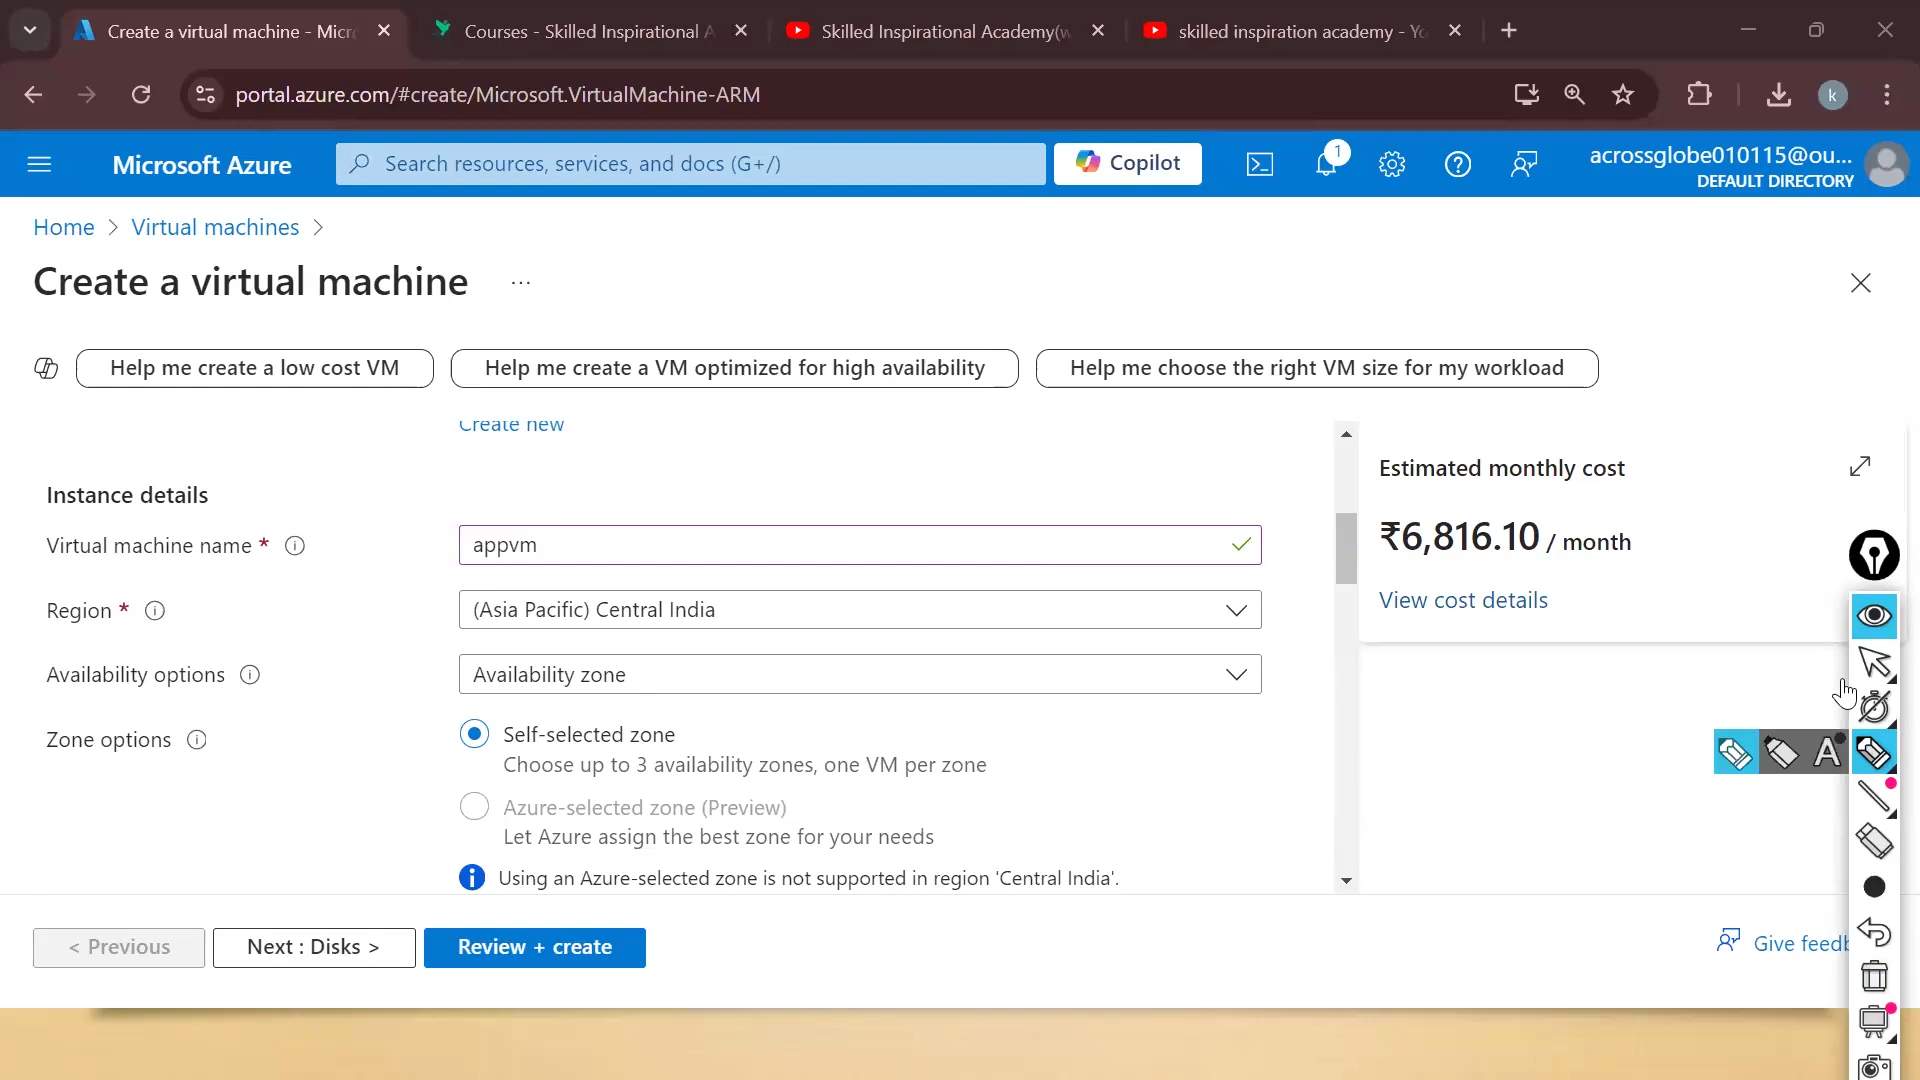 Create a virtual machine - Micr
Courses - Skilled Inspirational A
Skilled Inspirational Academy(w
skilled inspiration academy - Yo
portal.azure.com/#create/Microsoft.VirtualMachine-ARM
k
Microsoft Azure
Search resources, services, and docs (G+/)
Copilot
1
acrossglobe010115@ou...
DEFAULT DIRECTORY
Home > Virtual machines >
Create a virtual machine ...
Help me create a low cost VM
Help me create a VM optimized for high availability
Help me choose the right VM size for my workload
Create new
Instance details
Virtual machine name *
appvm
Region *
(Asia Pacific) Central India
Availability options
Availability zone
Zone options
Self-selected zone
Choose up to 3 availability zones, one VM per zone
Azure-selected zone (Preview)
Let Azure assign the best zone for your needs
Using an Azure-selected zone is not supported in region 'Central India'.
Estimated monthly cost
₹6,816.10 / month
View cost details
A
< Previous
Next : Disks >
Review + create
Give feedb